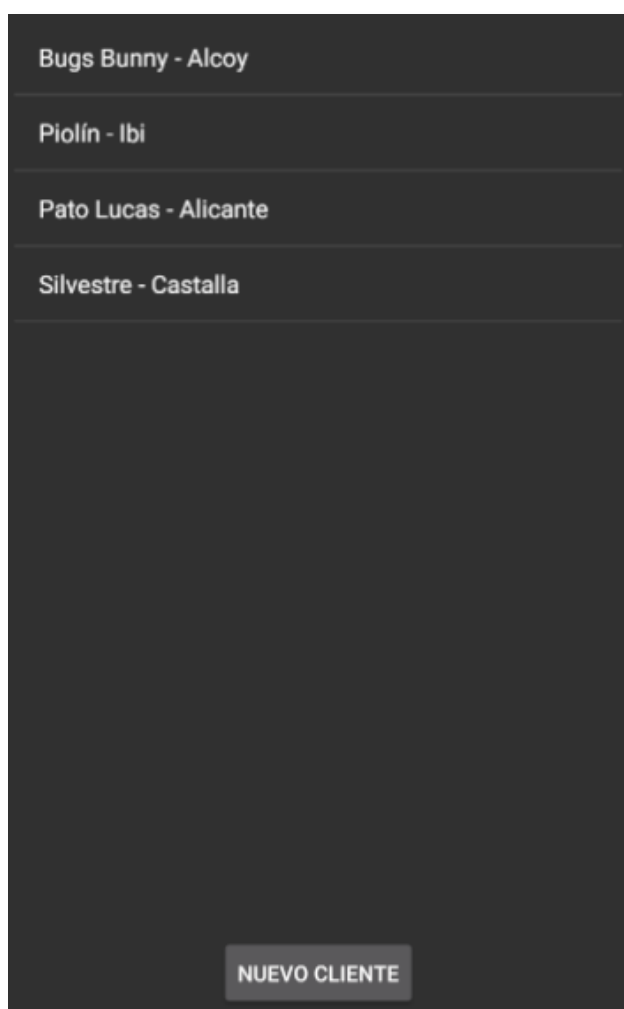 Bugs Bunny - Alcoy
Piolín - Ibi
Pato Lucas - Alicante
Silvestre - Castalla
NUEVO CLIENTE